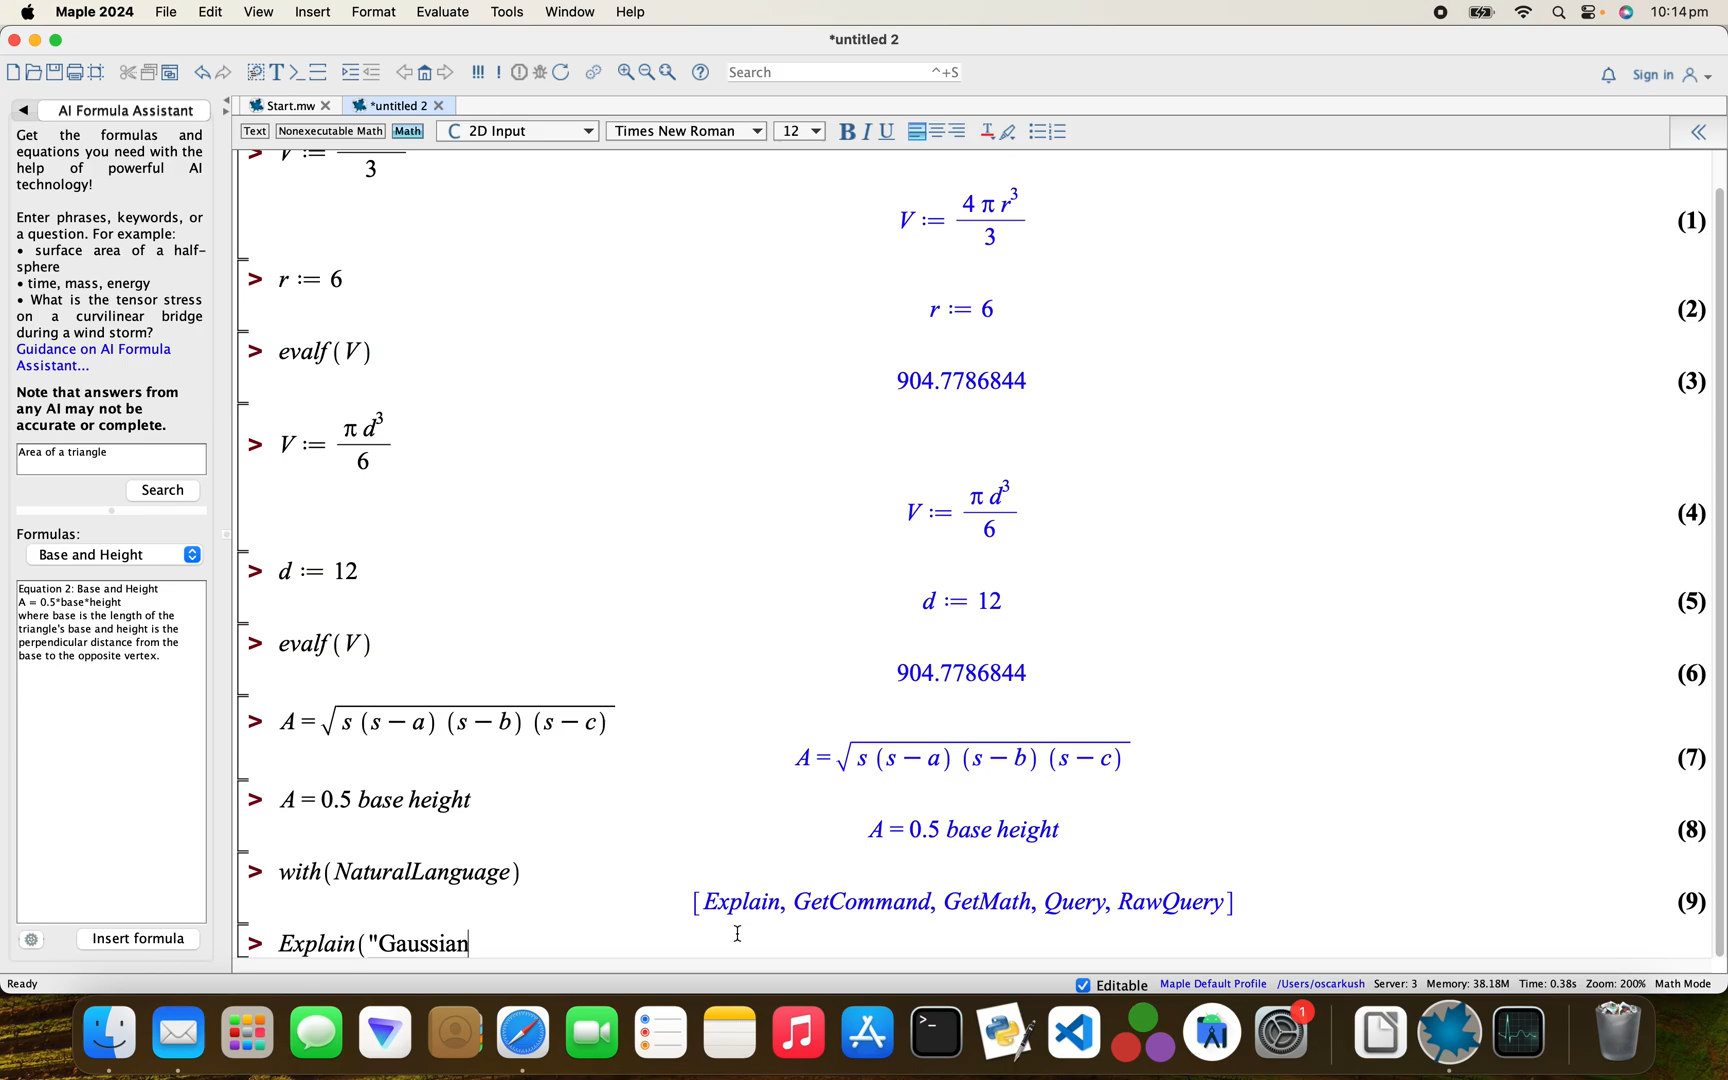 Maple 2024 File Edit View Insert Format Evaluate Tools Window Help 10:14 pm
*untitled 2
Search ^+S Sign in
AI Formula Assistant
Start.mw *untitled 2
Text Nonexecutable Math Math C 2D Input Times New Roman 12 B I U
Get the formulas and
equations you need with the
help of powerful AI
technology!
Enter phrases, keywords, or
a question. For example:
• surface area of a half-
sphere
• time, mass, energy
• What is the tensor stress
on a curvilinear bridge
during a wind storm?
Guidance on AI Formula
Assistant...
Note that answers from
any AI may not be
accurate or complete.
Area of a triangle
Search
Formulas:
Base and Height
Equation 2: Base and Height
A = 0.5*base*height
where base is the length of the
triangle's base and height is the
perpendicular distance from the
base to the opposite vertex.
Insert formula
> V := 3
V := 4 π r^3 / 3 (1)
> r := 6
r := 6 (2)
> evalf(V)
904.7786844 (3)
> V := π d^3 / 6
V := π d^3 / 6 (4)
> d := 12
d := 12 (5)
> evalf(V)
904.7786844 (6)
> A = √s (s − a) (s − b) (s − c)
A = √s (s − a) (s − b) (s − c) (7)
> A = 0.5 base height
A = 0.5 base height (8)
> with(NaturalLanguage)
[Explain, GetCommand, GetMath, Query, RawQuery] (9)
> Explain("Gaussian
Ready Editable Maple Default Profile /Users/oscarkush Server: 3 Memory: 38.18M Time: 0.38s Zoom: 200% Math Mode
1